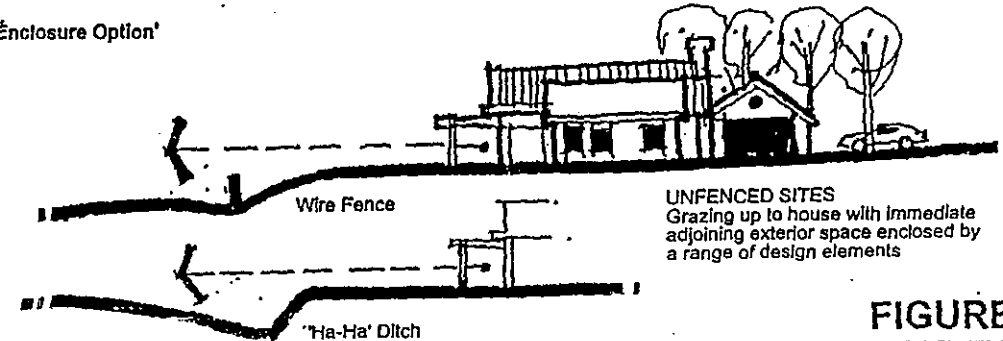 Enclosure Option'
Wire Fence
UNFENCED SITES
Grazing up to house with immediate
adjoining exterior space enclosed by
a range of design elements
"Ha-Ha' Ditch
FIGURE